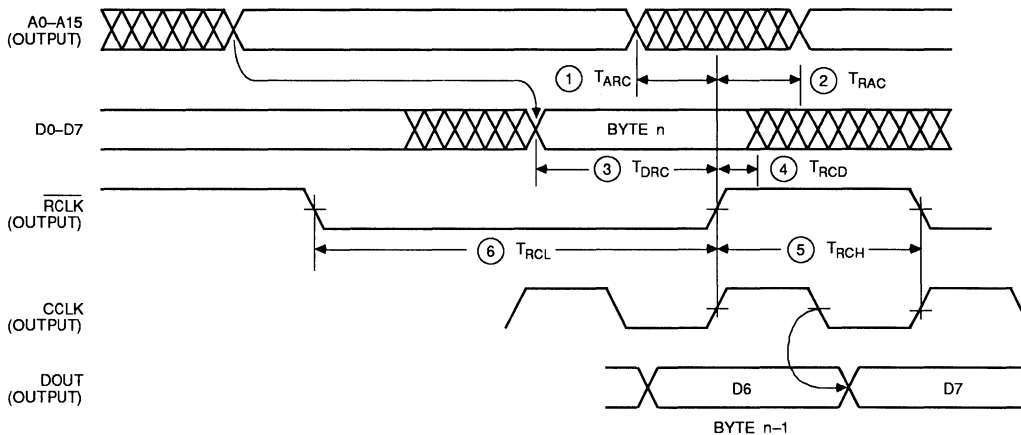 A0–A15
(OUTPUT)
① TARC
② TRAC
D0–D7
BYTE n
③ TDRC
④ TRCD
RCLK
(OUTPUT)
⑥ TRCL
⑤ TRCH
CCLK
(OUTPUT)
DOUT
(OUTPUT)
D6
D7
BYTE n–1